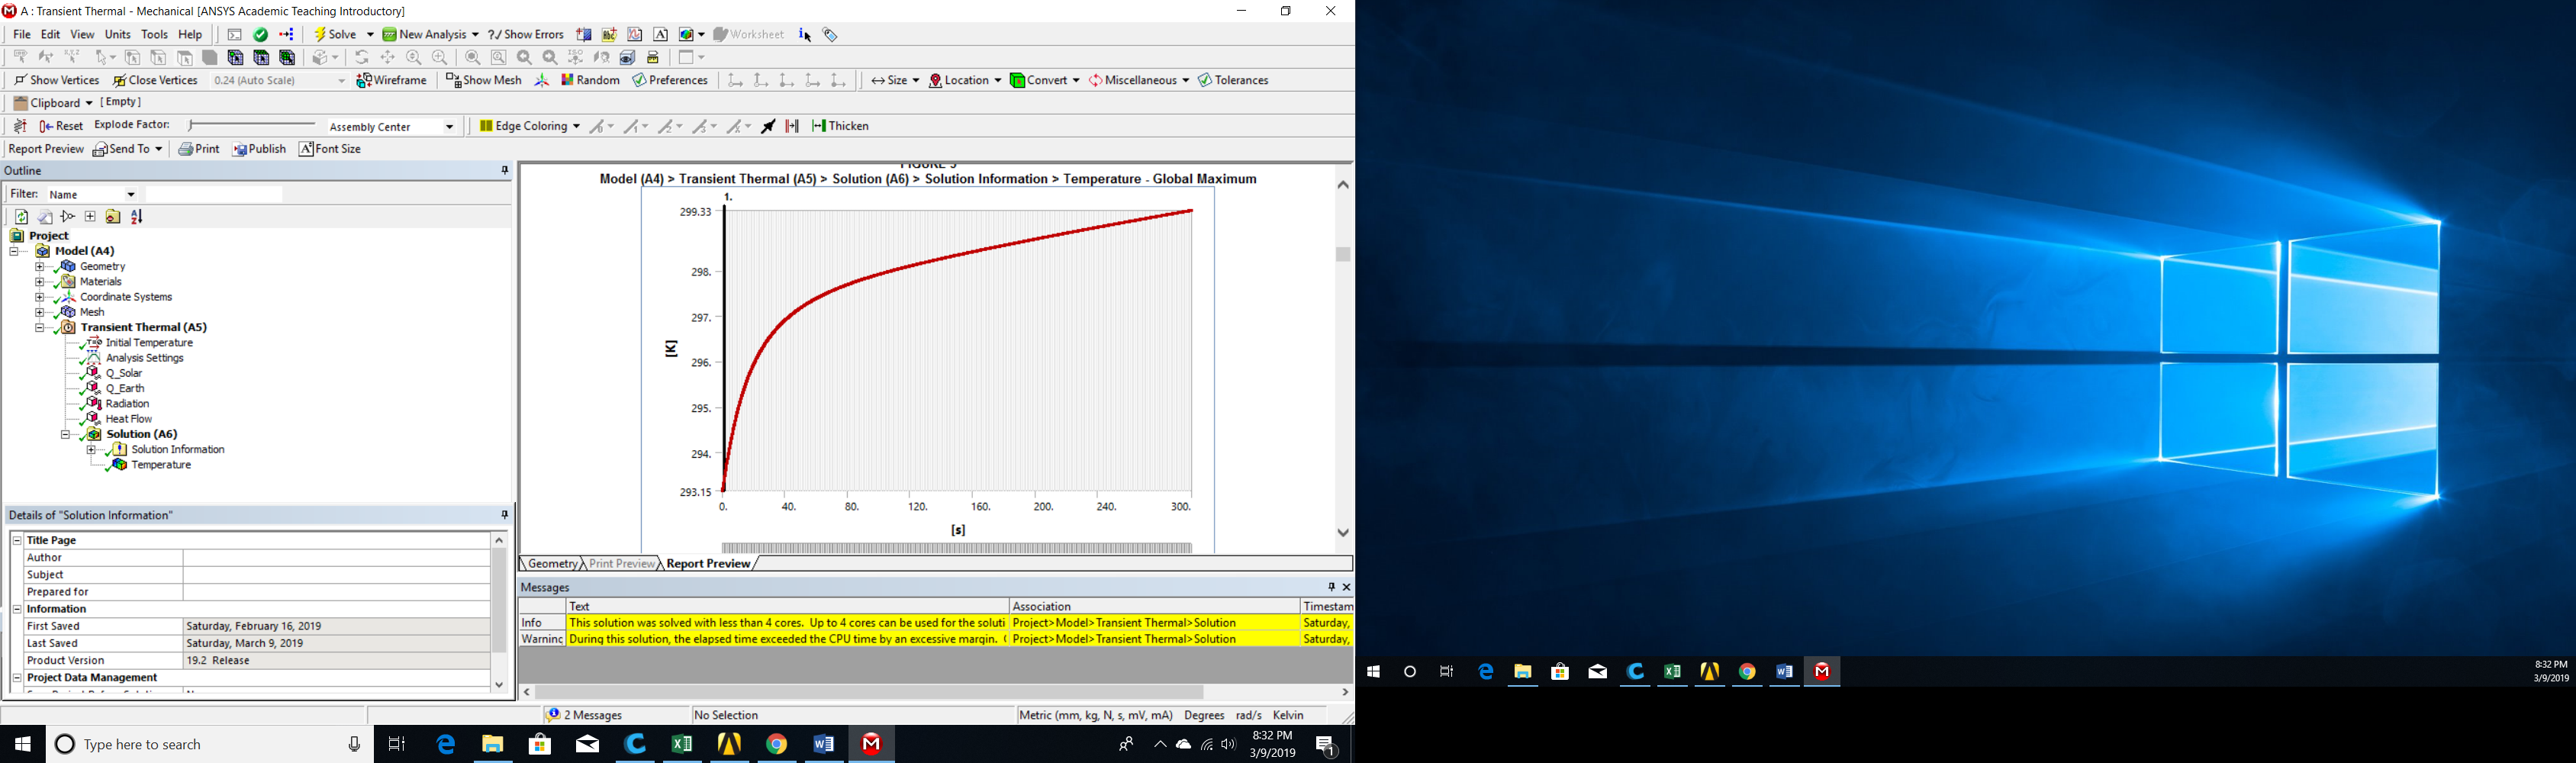 A : Transient Thermal - Mechanical [ANSYS Academic Teaching Introductory]
File Edit View Units Tools Help Solve New Analysis ?/ Show Errors Worksheet
Show Vertices Close Vertices 0.24 (Auto Scale) Wireframe Show Mesh Random Preferences Size Location Convert Miscellaneous Tolerances
Clipboard [ Empty ]
Reset Explode Factor: Assembly Center Edge Coloring Thicken
Report Preview Send To Print Publish Font Size
Outline
Filter: Name
Project
Model (A4)
Geometry
Materials
Coordinate Systems
Mesh
Transient Thermal (A5)
Initial Temperature
Analysis Settings
Q_Solar
Q_Earth
Radiation
Heat Flow
Solution (A6)
Solution Information
Temperature
Details of "Solution Information"
Title Page
Author
Subject
Prepared for
Information
First Saved Saturday, February 16, 2019
Last Saved Saturday, March 9, 2019
Product Version 19.2 Release
Project Data Management
Model (A4) > Transient Thermal (A5) > Solution (A6) > Solution Information > Temperature - Global Maximum
1.
299.33
298.
297.
296.
295.
294.
293.15
[K]
0. 40. 80. 120. 160. 200. 240. 300.
[s]
Geometry Print Preview Report Preview
Messages
Text Association Timestam
Info This solution was solved with less than 4 cores. Up to 4 cores can be used for the soluti Project>Model>Transient Thermal>Solution Saturday,
Warninc During this solution, the elapsed time exceeded the CPU time by an excessive margin. Project>Model>Transient Thermal>Solution Saturday,
2 Messages No Selection Metric (mm, kg, N, s, mV, mA) Degrees rad/s Kelvin
Type here to search
8:32 PM
3/9/2019
1
8:32 PM
3/9/2019